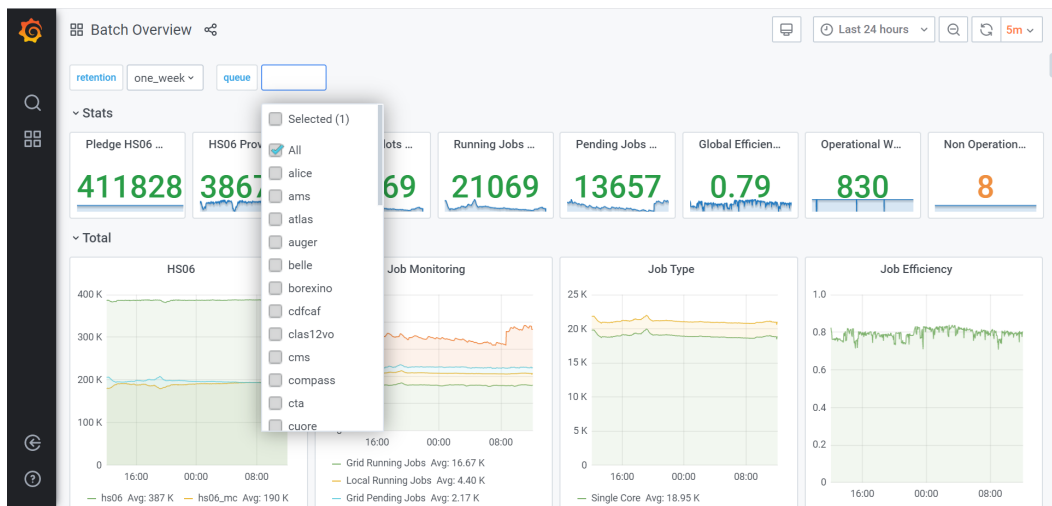 Batch Overview
Last 24 hours
5m
retention
one_week
queue
Selected (1)
All
alice
ams
atlas
auger
belle
borexino
cdfcaf
clas12vo
cms
compass
cta
cuore
Stats
Pledge HS06 ...
411828
HS06 Prov
Running Jobs ...
21069
Pending Jobs ...
13657
Global Efficien...
0.79
Operational W...
830
Non Operation...
8
Total
HS06
400 K
300 K
200 K
100 K
0
16:00 00:00 08:00
hs06 Avg: 387 K hs06_mc Avg: 190 K
Job Monitoring
16:00 00:00 08:00
Grid Running Jobs Avg: 16.67 K
Local Running Jobs Avg: 4.40 K
Grid Pending Jobs Avg: 2.17 K
Job Type
25 K
20 K
15 K
10 K
5 K
0
16:00 00:00 08:00
Single Core Avg: 18.95 K
Job Efficiency
1.0
0.8
0.6
0.4
0.2
0
16:00 00:00 08:00